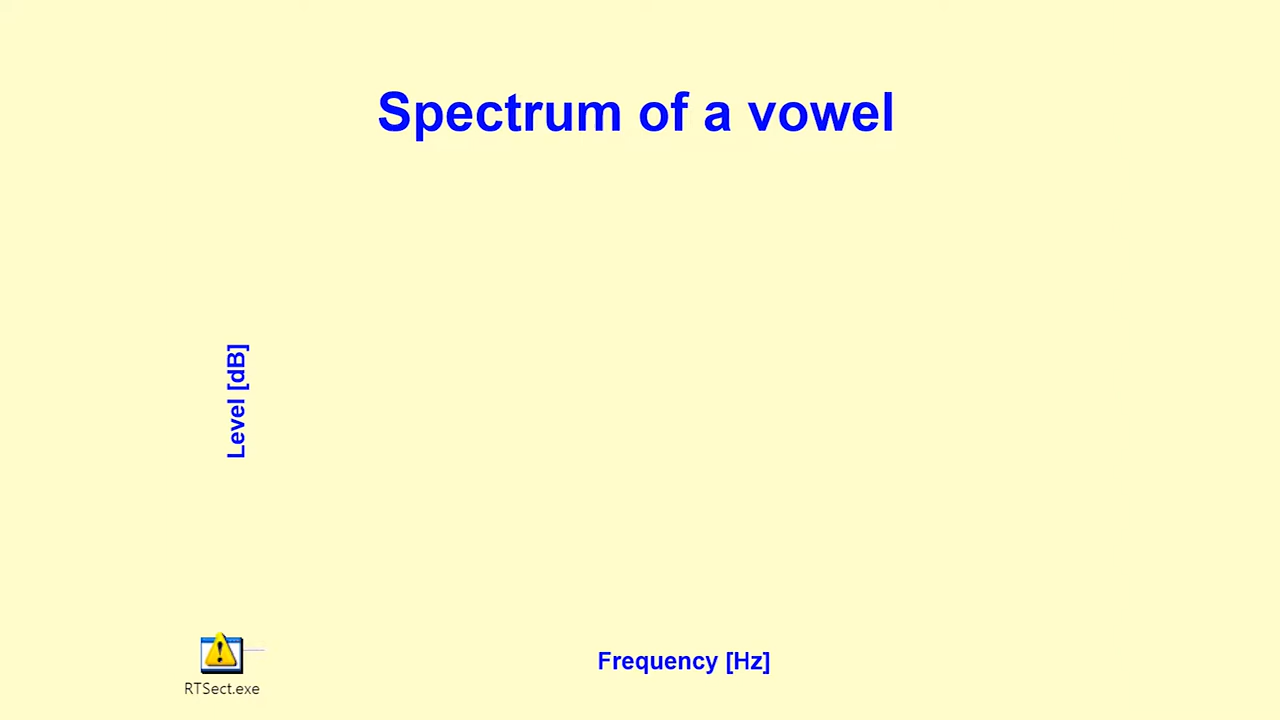 Spectrum of a vowel
Level [dB]
Frequency [Hz]
RTSect.exe